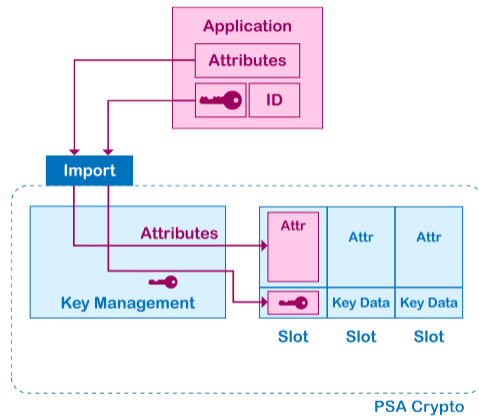 Application
Attributes
ID
Import
Attributes
Key Management
Attr
Attr
Attr
Key Data
Key Data
Slot
Slot
Slot
PSA Crypto